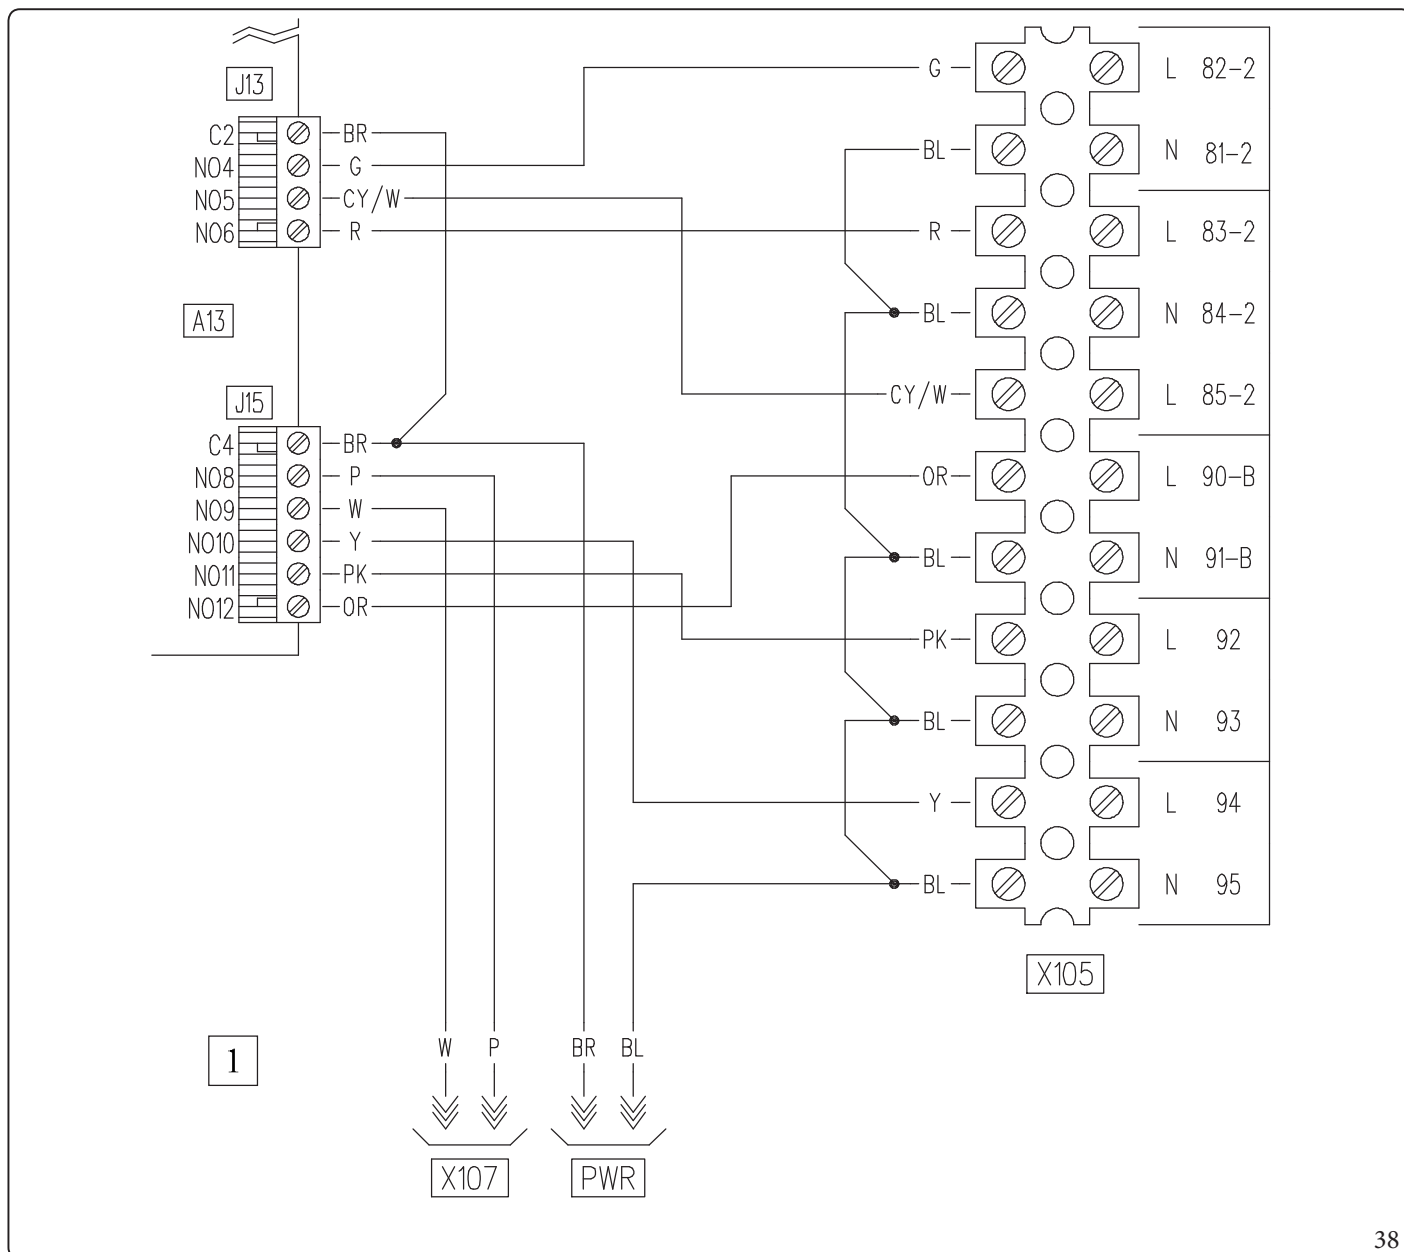 G L 82-2
J13
C2 BR
BL N 81-2
NO4 G
NO5 CY/W
NO6 R R L 83-2
A13
BL N 84-2
CY/W L 85-2
J15
C4 BR
NO8 P OR L 90-B
NO9 W
NO10 Y
BL N 91-B
NO11 PK
NO12 OR
PK L 92
BL N 93
Y L 94
BL N 95
X105
1
W P BR BL
X107 PWR
38